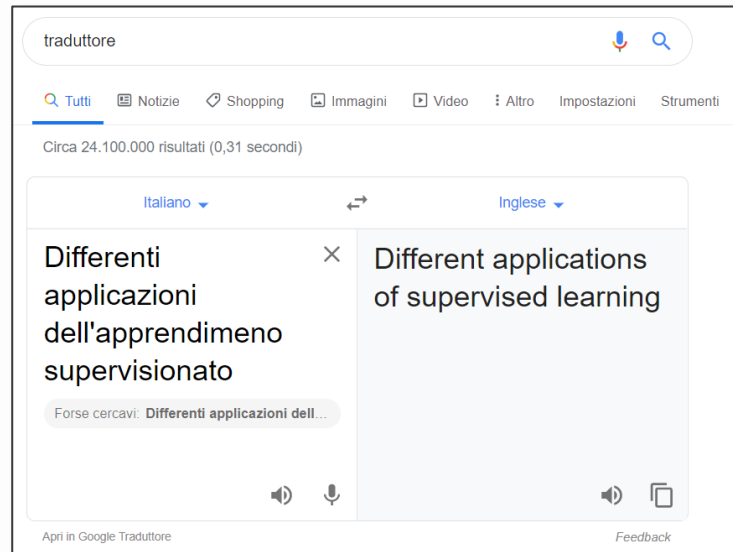 traduttore
Tutti Notizie Shopping Immagini Video Altro Impostazioni Strumenti
Circa 24.100.000 risultati (0,31 secondi)
Italiano Inglese
Differenti
applicazioni
dell'apprendimeno
supervisionato
Different applications
of supervised learning
Forse cercavi: Differenti applicazioni dell...
Apri in Google Traduttore Feedback